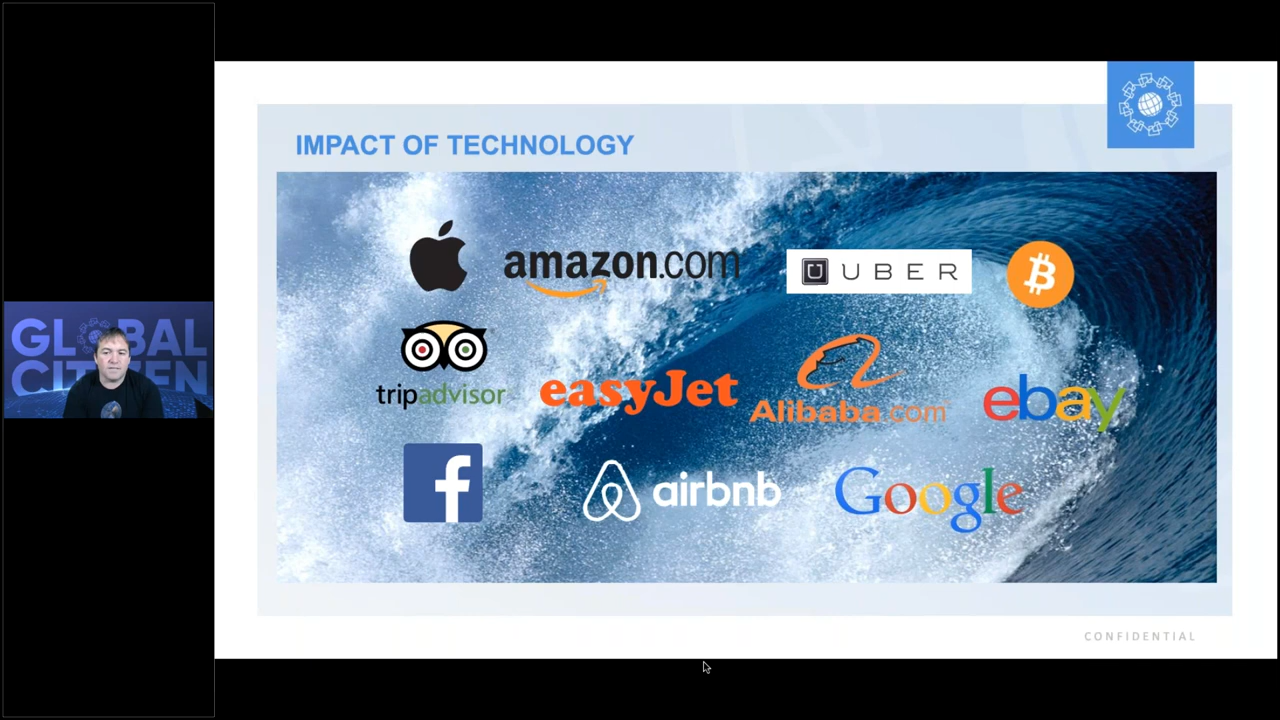 GLOBAL
CITIZEN
IMPACT OF TECHNOLOGY
amazon.com
UBER
tripadvisor
easyJet
Alibaba.com
ebay
airbnb
Google
CONFIDENTIAL